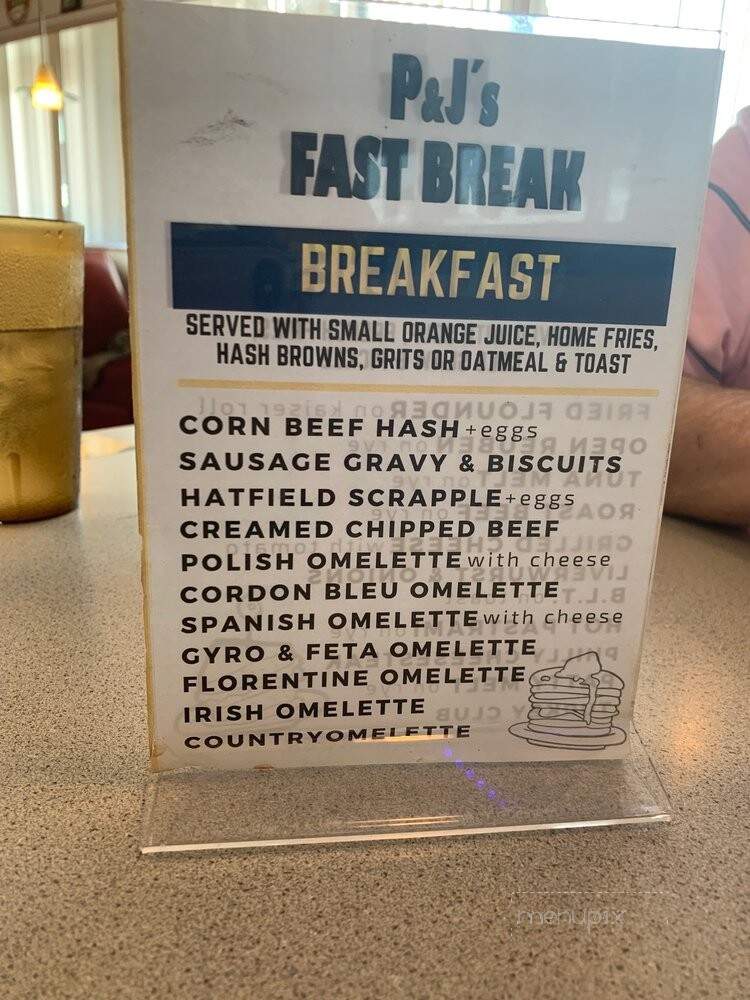 P&J's
FAST BREAK
BREAKFAST
SERVED WITH SMALL ORANGE JUICE, HOME FRIES,
HASH BROWNS, GRITS OR OATMEAL & TOAST
CORN BEEF HASH +eggs
SAUSAGE GRAVY & BISCUITS
HATFIELD SCRAPPLE +eggs
CREAMED CHIPPED BEEF
POLISH OMELETTE with cheese
CORDON BLEU OMELETTE
SPANISH OMELETTE with cheese
GYRO & FETA OMELETTE
FLORENTINE OMELETTE
IRISH OMELETTE
COUNTRYOMELETTE
menupix